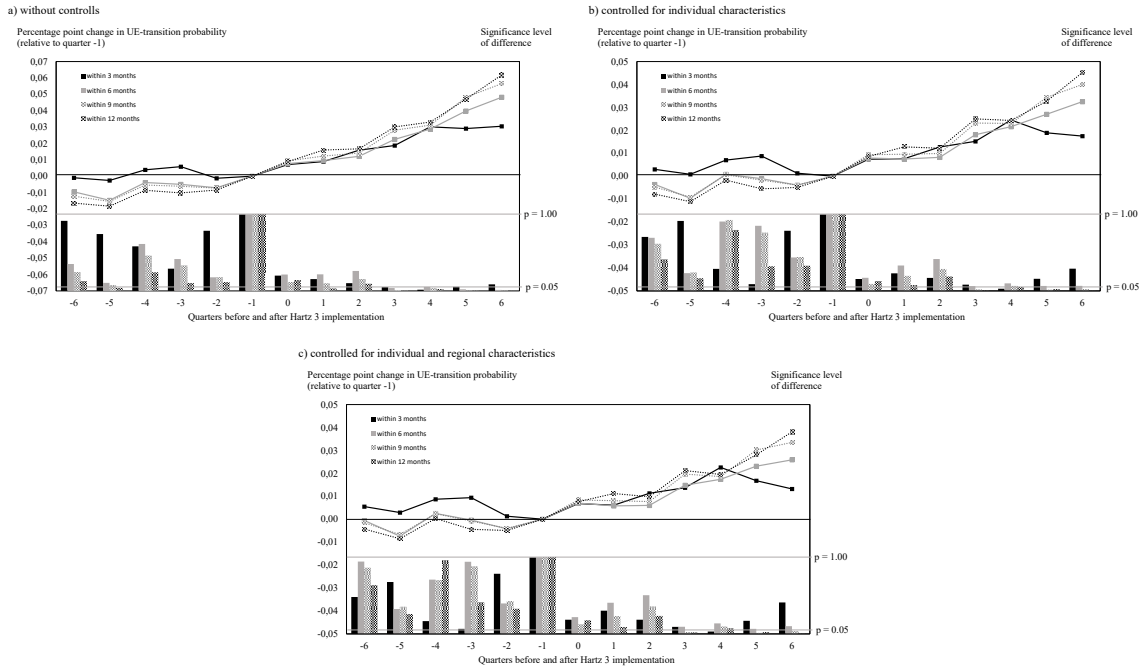 a) without controlls
Percentage point change in UE-transition probability
(relative to quarter -1)
Significance level
of difference
0,07
0,06
0,05
0,04
0,03
0,02
0,01
0,00
-0,01
-0,02
-0,03
-0,04
-0,05
-0,06
-0,07
within 3 months
within 6 months
within 9 months
within 12 months
p = 1.00
p = 0.05
-6 -5 -4 -3 -2 -1 0 1 2 3 4 5 6
Quarters before and after Hartz 3 implementation
b) controlled for individual characteristics
Percentage point change in UE-transition probability
(relative to quarter -1)
Significance level
of difference
0,05
0,04
0,03
0,02
0,01
0,00
-0,01
-0,02
-0,03
-0,04
-0,05
within 3 months
within 6 months
within 9 months
within 12 months
p = 1.00
p = 0.05
-6 -5 -4 -3 -2 -1 0 1 2 3 4 5 6
Quarters before and after Hartz 3 implementation
c) controlled for individual and regional characteristics
Percentage point change in UE-transition probability
(relative to quarter -1)
Significance level
of difference
0,05
0,04
0,03
0,02
0,01
0,00
-0,01
-0,02
-0,03
-0,04
-0,05
within 3 months
within 6 months
within 9 months
within 12 months
p = 1.00
p = 0.05
-6 -5 -4 -3 -2 -1 0 1 2 3 4 5 6
Quarters before and after Hartz 3 implementation